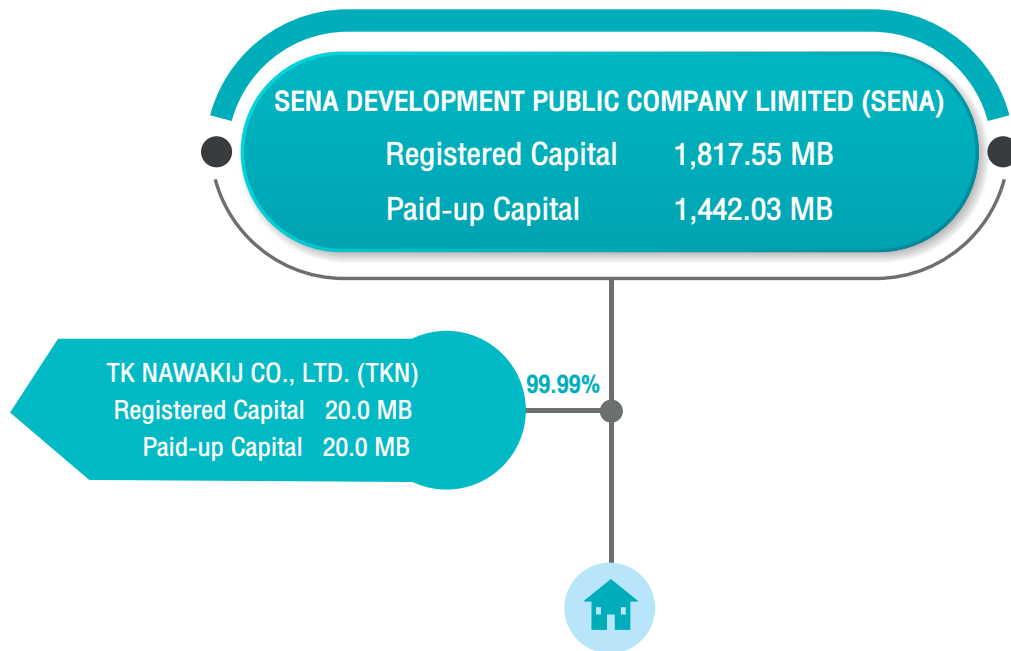 SENA DEVELOPMENT PUBLIC COMPANY LIMITED (SENA)
Registered Capital 1,817.55 MB
Paid-up Capital 1,442.03 MB
TK NAWAKIJ CO., LTD. (TKN)
Registered Capital 20.0 MB
Paid-up Capital 20.0 MB
99.99%